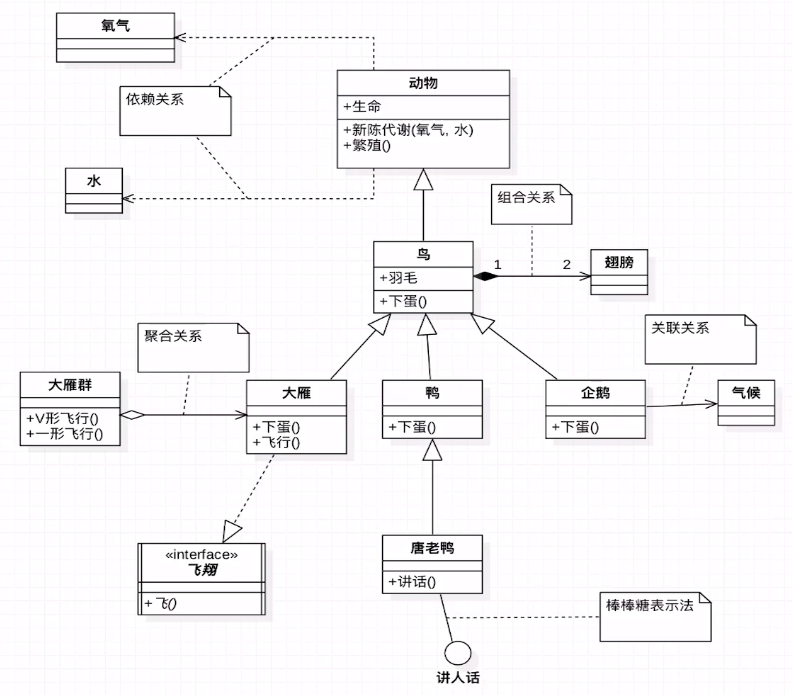 氧气
动物
依赖关系
+生命
+新陈代谢(氧气, 水)
+繁殖()
水
组合关系
鸟
1
2
翅膀
+羽毛
+下蛋()
聚合关系
关联关系
大雁群
大雁
鸭
企鹅
气候
+V形飞行()
+一形飞行()
+下蛋()
+飞行()
+下蛋()
+下蛋()
«interface»
飞翔
+飞()
唐老鸭
+讲话()
棒棒糖表示法
讲人话